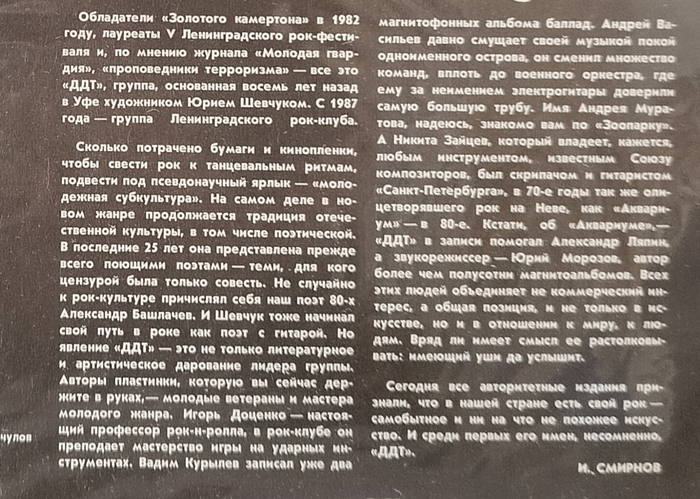 Обладатели «Золотого камертона» в 1982
году, лауреаты V Ленинградского рок-фести-
валя и, по мнению журнала «Молодая гвар-
дия», «проповедники терроризма» — все это
«ДДТ», группа, основанная восемь лет назад
в Уфе художником Юрием Шевчуком. С 1987
года — группа Ленинградского рок-клуба.
Сколько потрачено бумаги и кинопленки,
чтобы свести рок к танцевальным ритмам,
подвести под псевдонаучный ярлык — «моло-
дежная субкультура». На самом деле в но-
вом жанре продолжается традиция отече-
ственной культуры, в том числе поэтической.
В последние 25 лет она представлена прежде
всего поющими поэтами — теми, для кого
цензурой была только совесть. Не случайно
к рок-культуре причислял себя наш поэт 80-х
Александр Башлачев. И Шевчук тоже начинал
свой путь в роке как поэт с гитарой. Но
явление «ДДТ» — это не только литературное
и артистическое дарование лидера группы.
Авторы пластинки, которую вы сейчас дер-
жите в руках,— молодые ветераны и мастера
молодого жанра. Игорь Доценко — настоя-
щий профессор рок-н-ролла, в рок-клубе он
преподает мастерство игры на ударных ин-
струментах. Вадим Курылев записал уже два
магнитофонных альбома баллад. Андрей Ва-
сильев давно смущает своей музыкой покой
одноименного острова, он сменил множество
команд, вплоть до военного оркестра, где
ему за неимением электрогитары доверили
самую большую трубу. Имя Андрея Мура-
това, надеюсь, знакомо вам по «Зоопарку».
А Никита Зайцев, который владеет, кажется,
любым инструментом, известным Союзу
композиторов, был скрипачом и гитаристом
«Санкт-Петербурга», в 70-е годы так же оли-
цетворявшего рок на Неве, как «Аквари-
ум» — в 80-е. Кстати, об «Аквариуме»,—
«ДДТ» в записи помогал Александр Ляпин,
а звукорежиссер — Юрий Морозов, автор
более чем полусотни магнитоальбомов. Всех
этих людей объединяет не коммерческий ин-
терес, а общая позиция, и не только в ис-
кусстве, но и в отношении к миру, к лю-
дям. Вряд ли имеет смысл ее растолковы-
вать: имеющий уши да услышит.
Сегодня все авторитетные издания при-
знали, что в нашей стране есть свой рок —
самобытное и ни на что не похожее искус-
ство. И среди первых его имен, несомненно,
«ДДТ».
И. СМИРНОВ
чулов